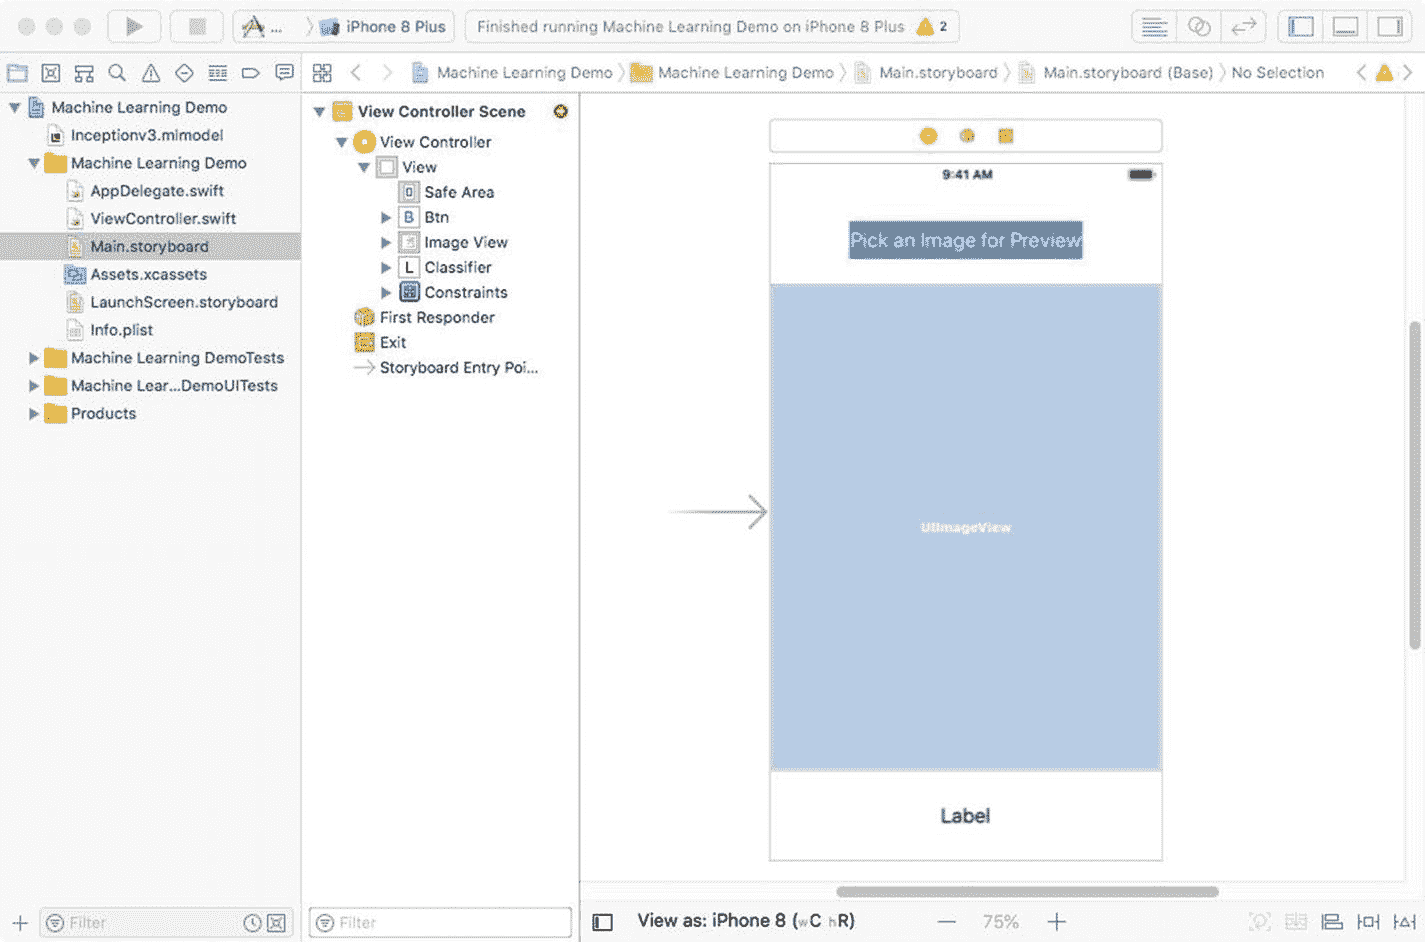 ... iPhone 8 Plus
Finished running Machine Learning Demo on iPhone 8 Plus 2
Machine Learning Demo Machine Learning Demo Main.storyboard Main.storyboard (Base) No Selection
Machine Learning Demo
Inceptionv3.mlmodel
Machine Learning Demo
AppDelegate.swift
ViewController.swift
Main.storyboard
Assets.xcassets
LaunchScreen.storyboard
Info.plist
Machine Learning DemoTests
Machine Lear...DemoUITests
Products
Filter
View Controller Scene
View Controller
View
Safe Area
B Btn
Image View
L Classifier
Constraints
First Responder
Exit
Storyboard Entry Poi...
Filter
9:41 AM
Pick an Image for Preview
UIImageView
Label
View as: iPhone 8 (wC hR)
75%